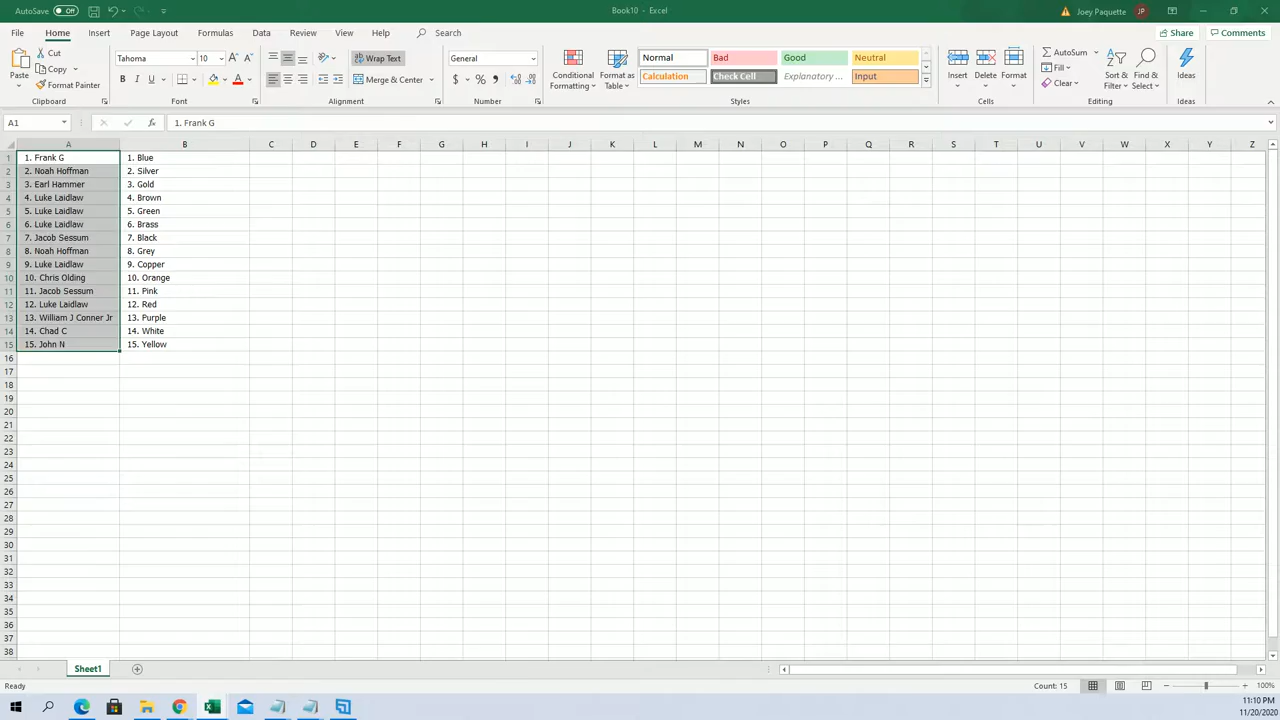 AutoSave Off Book10 - Excel Joey Paquette JP
File Home Insert Page Layout Formulas Data Review View Help Search Share Comments
Paste Cut Copy Format Painter Clipboard
Tahoma 10 B I U A Font
Wrap Text Merge & Center Alignment
General $ % Number
Conditional Formatting Format as Table Normal Bad Good Neutral Calculation Check Cell Explanatory ... Input Styles
Insert Delete Format Cells
AutoSum Fill Clear Sort & Filter Find & Select Editing
Ideas Ideas
A1 fx 1. Frank G
A B C D E F G H I J K L M N O P Q R S T U V W X Y Z
1 1. Frank G 1. Blue
2 2. Noah Hoffman 2. Silver
3 3. Earl Hammer 3. Gold
4 4. Luke Laidlaw 4. Brown
5 5. Luke Laidlaw 5. Green
6 6. Luke Laidlaw 6. Brass
7 7. Jacob Sessum 7. Black
8 8. Noah Hoffman 8. Grey
9 9. Luke Laidlaw 9. Copper
10 10. Chris Olding 10. Orange
11 11. Jacob Sessum 11. Pink
12 12. Luke Laidlaw 12. Red
13 13. William J Conner Jr 13. Purple
14 14. Chad C 14. White
15 15. John N 15. Yellow
16
17
18
19
20
21
22
23
24
25
26
27
28
29
30
31
32
33
34
35
36
37
38
Sheet1
Ready Count: 15 100%
11:10 PM
11/20/2020